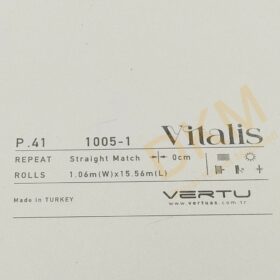 P.41 1005-1 Vitalis
REPEAT Straight Match 0cm
ROLLS 1.06m(W)x15.56m(L)
Made in TURKEY VERTU
www.vertuas.com.tr
DKM